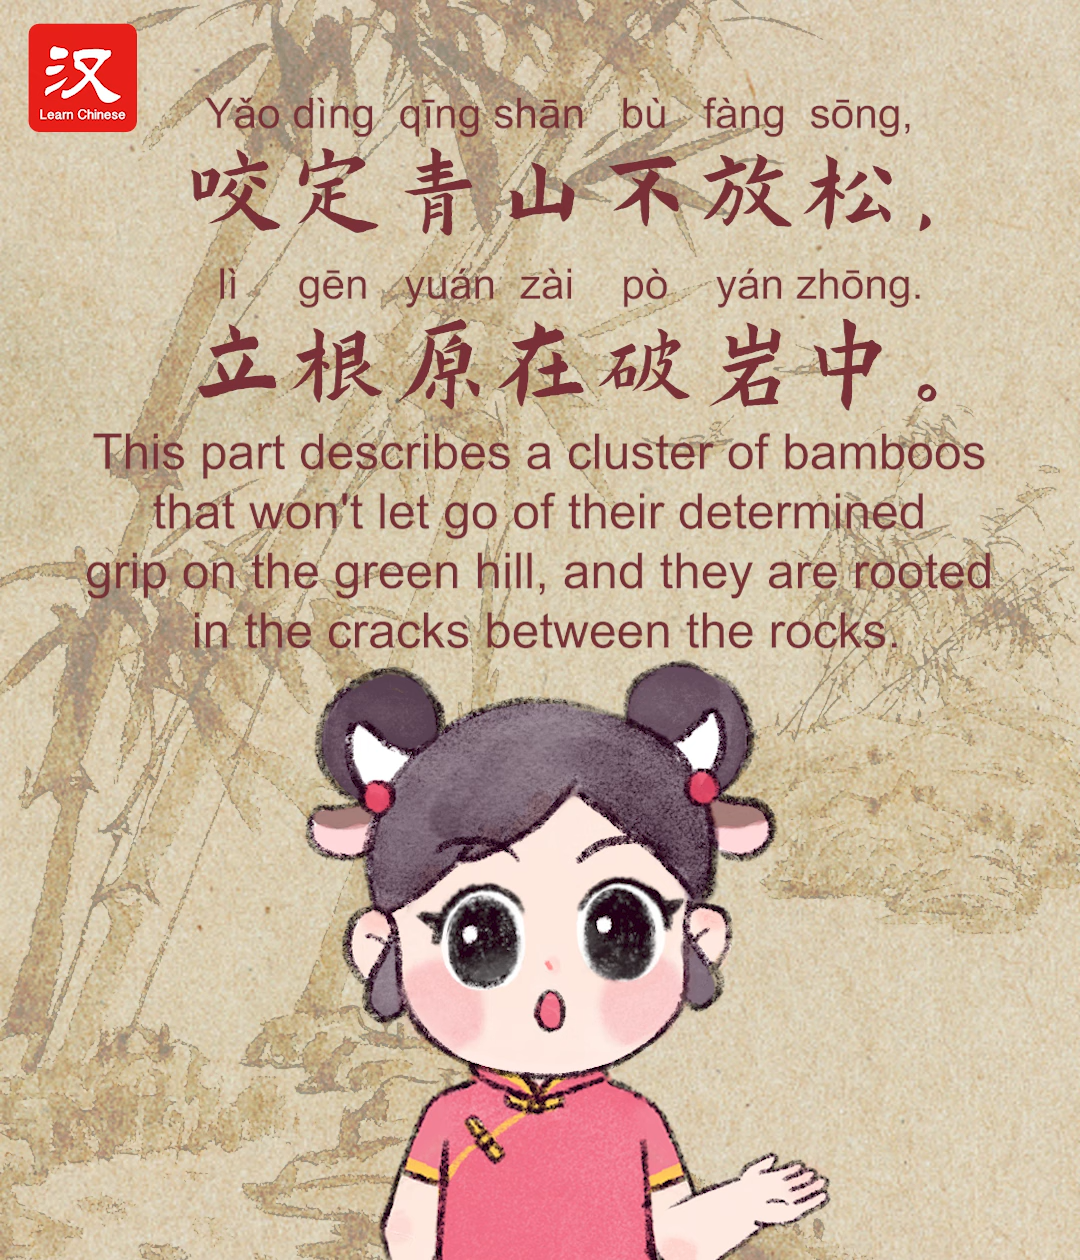 汉
Learn Chinese
Yǎo dìng qīng shān bù fàng sōng,
咬定青山不放松，
lì gēn yuán zài pò yán zhōng.
立根原在破岩中。
This part describes a cluster of bamboos
that won't let go of their determined
grip on the green hill, and they are rooted
in the cracks between the rocks.